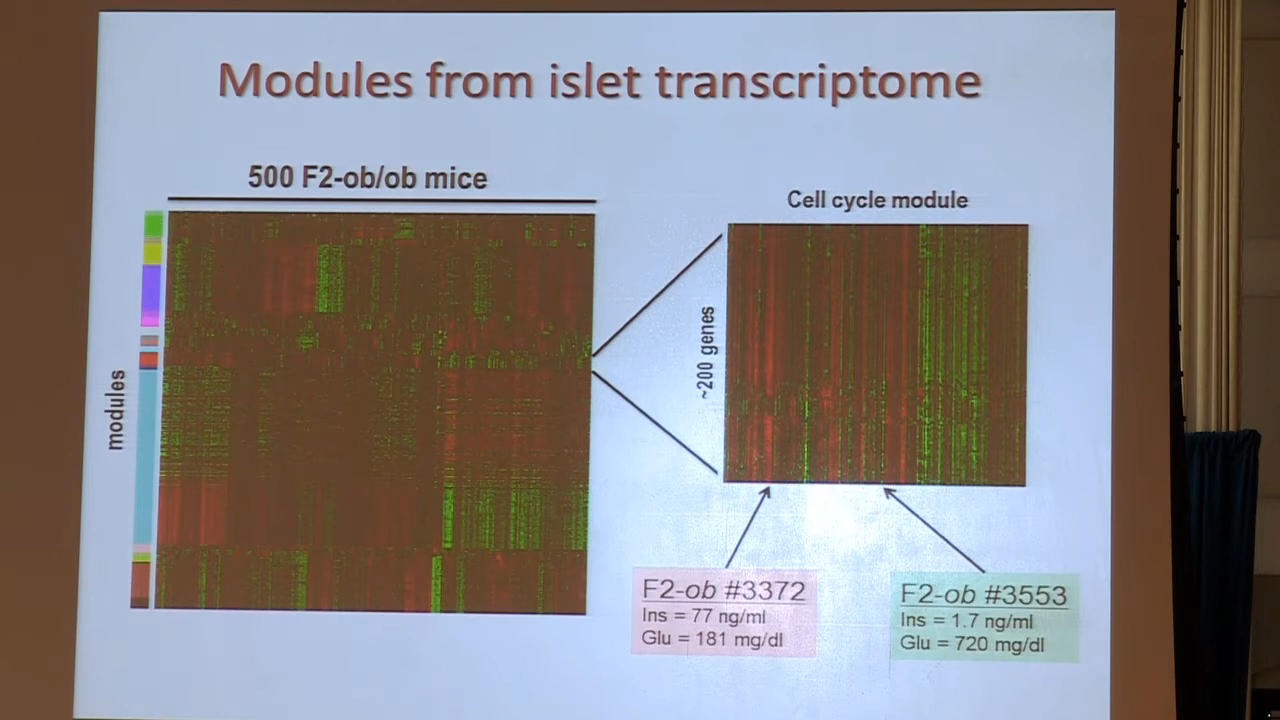 Modules from islet transcriptome
500 F2-ob/ob mice
modules
Cell cycle module
~200 genes
F2-ob #3372
Ins = 77 ng/ml
Glu = 181 mg/dl
F2-ob #3553
Ins = 1.7 ng/ml
Glu = 720 mg/dl